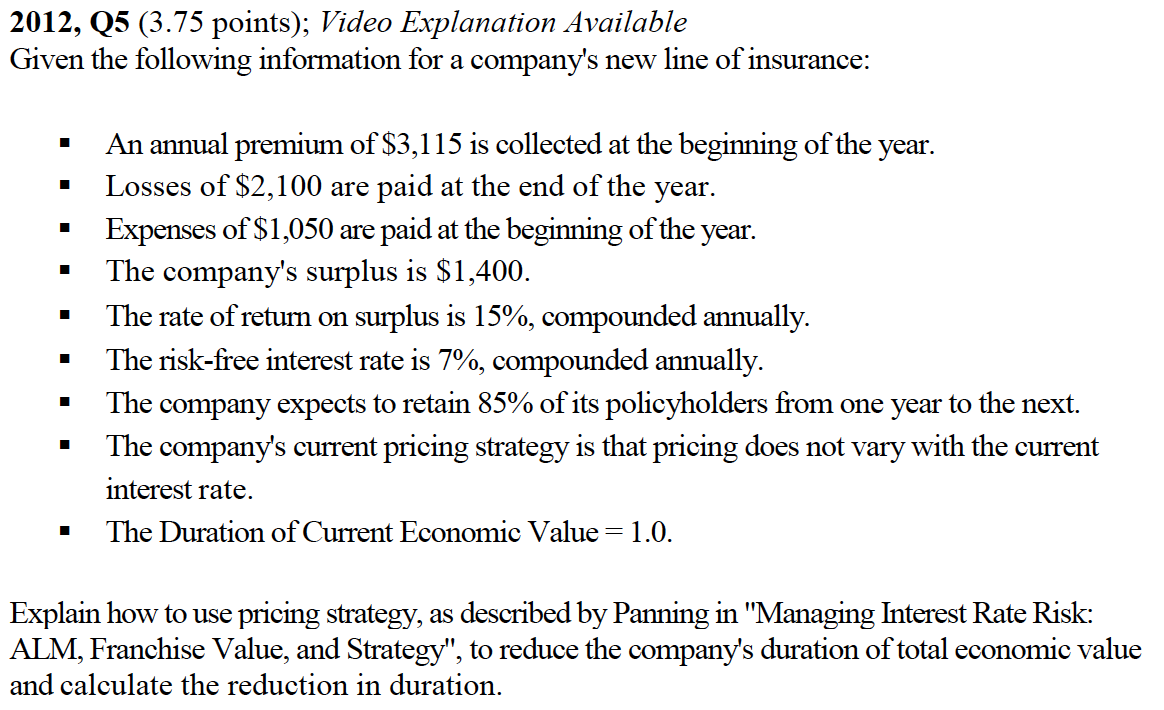 2012, Q5 (3.75 points); Video Explanation Available
Given the following information for a company's new line of insurance:
▪ An annual premium of $3,115 is collected at the beginning of the year.
▪ Losses of $2,100 are paid at the end of the year.
▪ Expenses of $1,050 are paid at the beginning of the year.
▪ The company's surplus is $1,400.
▪ The rate of return on surplus is 15%, compounded annually.
▪ The risk-free interest rate is 7%, compounded annually.
▪ The company expects to retain 85% of its policyholders from one year to the next.
▪ The company's current pricing strategy is that pricing does not vary with the current
interest rate.
▪ The Duration of Current Economic Value = 1.0.
Explain how to use pricing strategy, as described by Panning in "Managing Interest Rate Risk:
ALM, Franchise Value, and Strategy", to reduce the company's duration of total economic value
and calculate the reduction in duration.